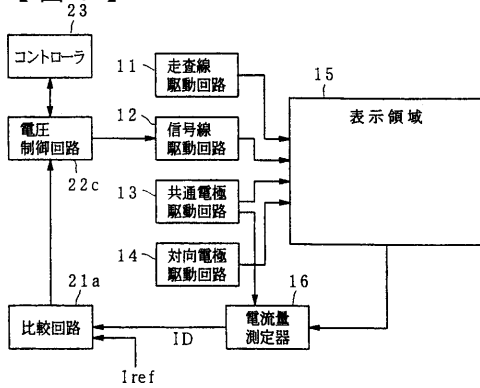 23
コントローラ
電圧
制御回路
22c
11
走査線
駆動回路
12
信号線
駆動回路
13
共通電極
駆動回路
14
対向電極
駆動回路
15
表示領域
16
電流量
測定器
21a
比較回路
ID
Iref